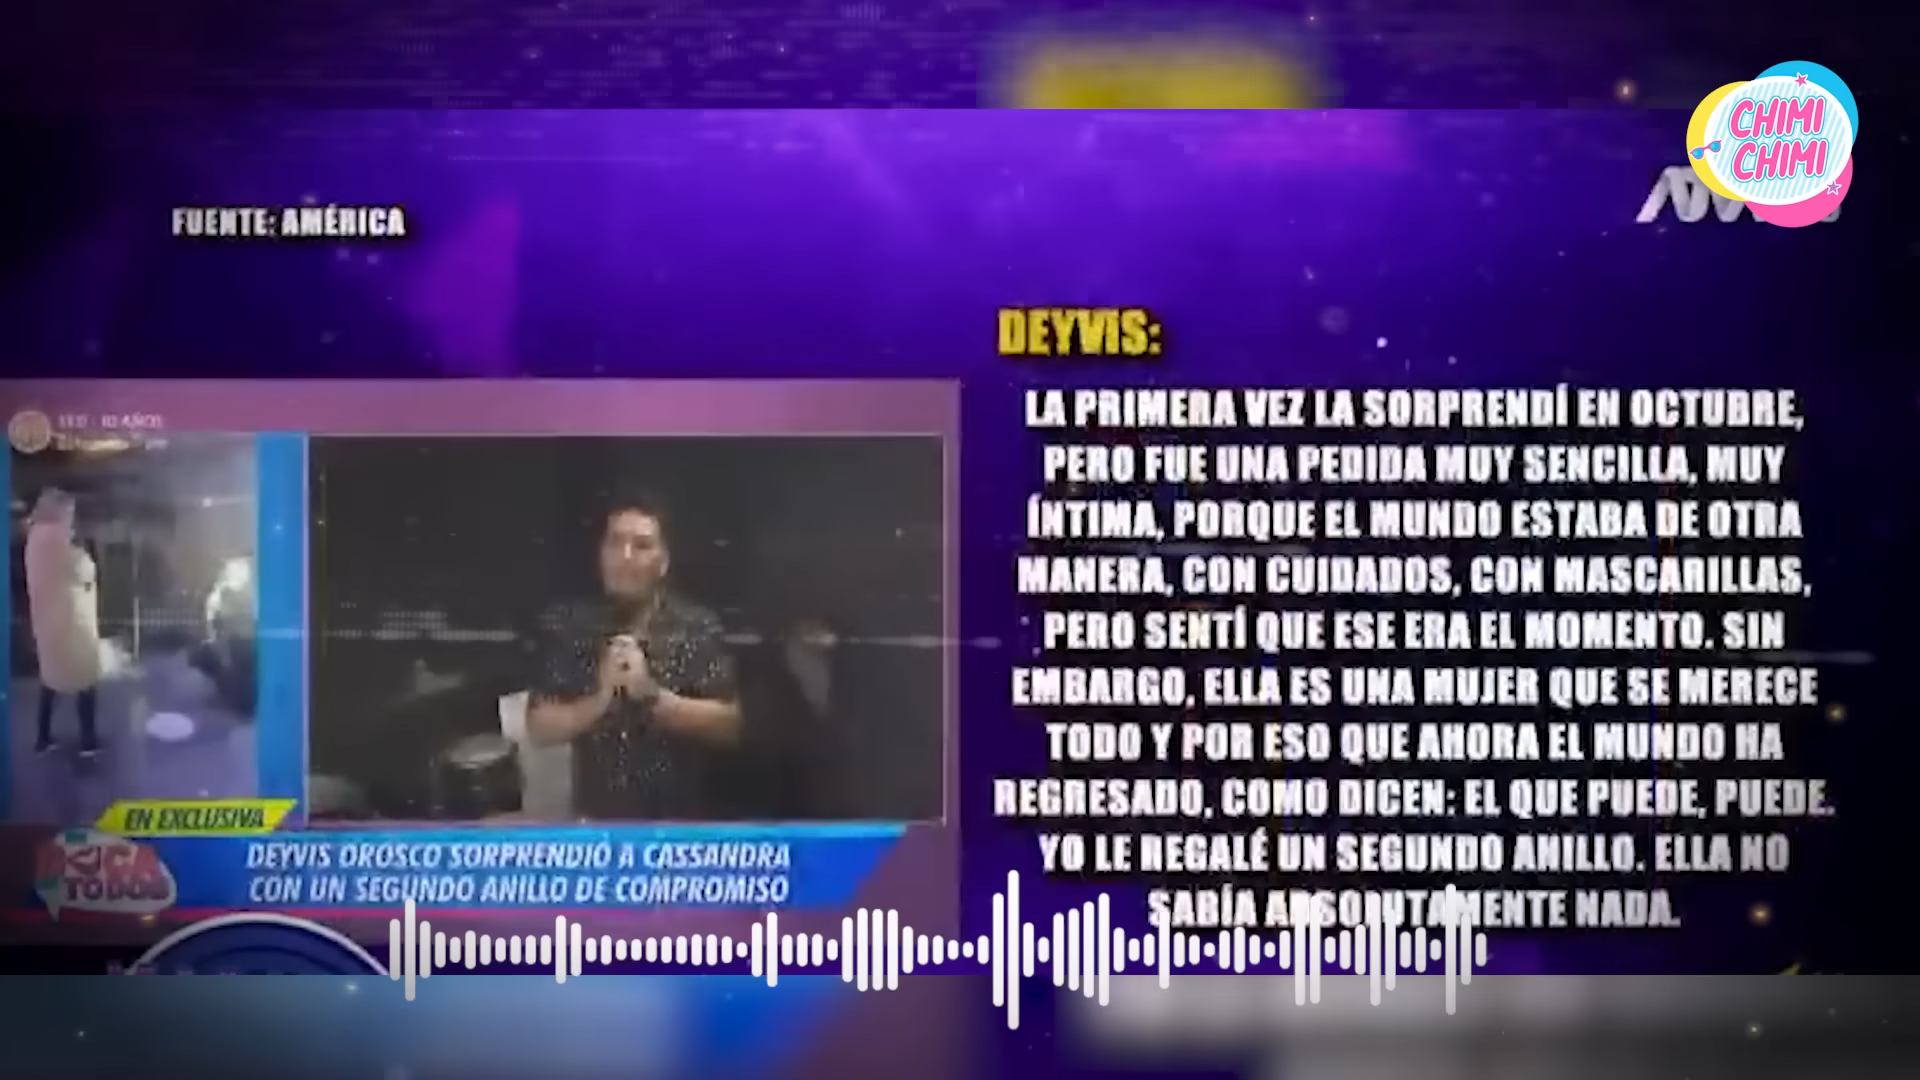 CHIMI
CHIMI
FUENTE: AMÉRICA
DEYVIS:
LA PRIMERA VEZ LA SORPRENDÍ EN OCTUBRE,
PERO FUE UNA PEDIDA MUY SENCILLA, MUY
ÍNTIMA, PORQUE EL MUNDO ESTABA DE OTRA
MANERA, CON CUIDADOS, CON MASCARILLAS,
PERO SENTÍ QUE ESE ERA EL MOMENTO. SIN
EMBARGO, ELLA ES UNA MUJER QUE SE MERECE
TODO Y POR ESO QUE AHORA EL MUNDO HA
REGRESADO, COMO DICEN: EL QUE PUEDE, PUEDE.
YO LE REGALÉ UN SEGUNDO ANILLO. ELLA NO
SABÍA ABSOLUTAMENTE NADA.
EN EXCLUSIVA
BOCA
TODOS
DEYVIS OROSCO SORPRENDIÓ A CASSANDRA
CON UN SEGUNDO ANILLO DE COMPROMISO